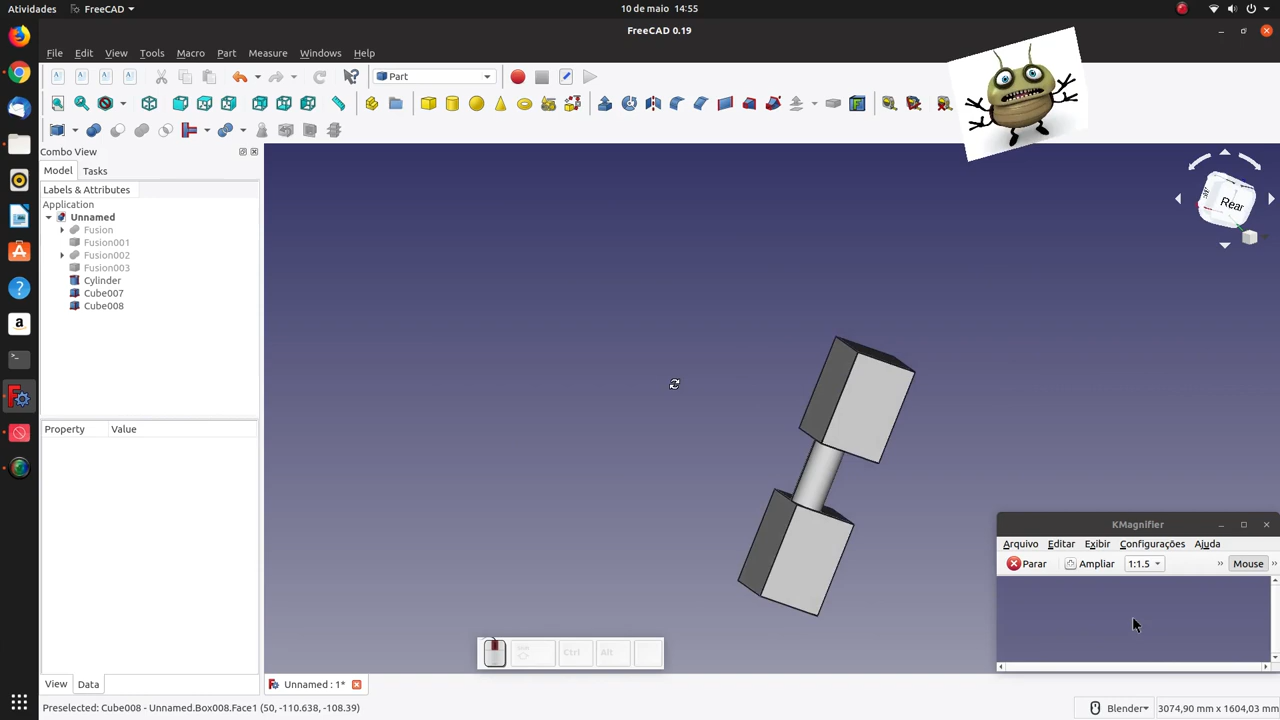 Atividades
FreeCAD
10 de maio 14:55
FreeCAD 0.19
File Edit View Tools Macro Part Measure Windows Help
Part
Combo View
Model Tasks
Labels & Attributes
Application
Unnamed
Fusion
Fusion001
Fusion002
Fusion003
Cylinder
Cube007
Cube008
Property Value
Rear
KMagnifier
Arquivo Editar Exibir Configurações Ajuda
Parar Ampliar 1:1.5 » Mouse »
Ctrl Alt
View Data
Unnamed : 1*
Preselected: Cube008 - Unnamed.Box008.Face1 (50, -110.638, -108.39)
Blender
3074,90 mm x 1604,03 mm